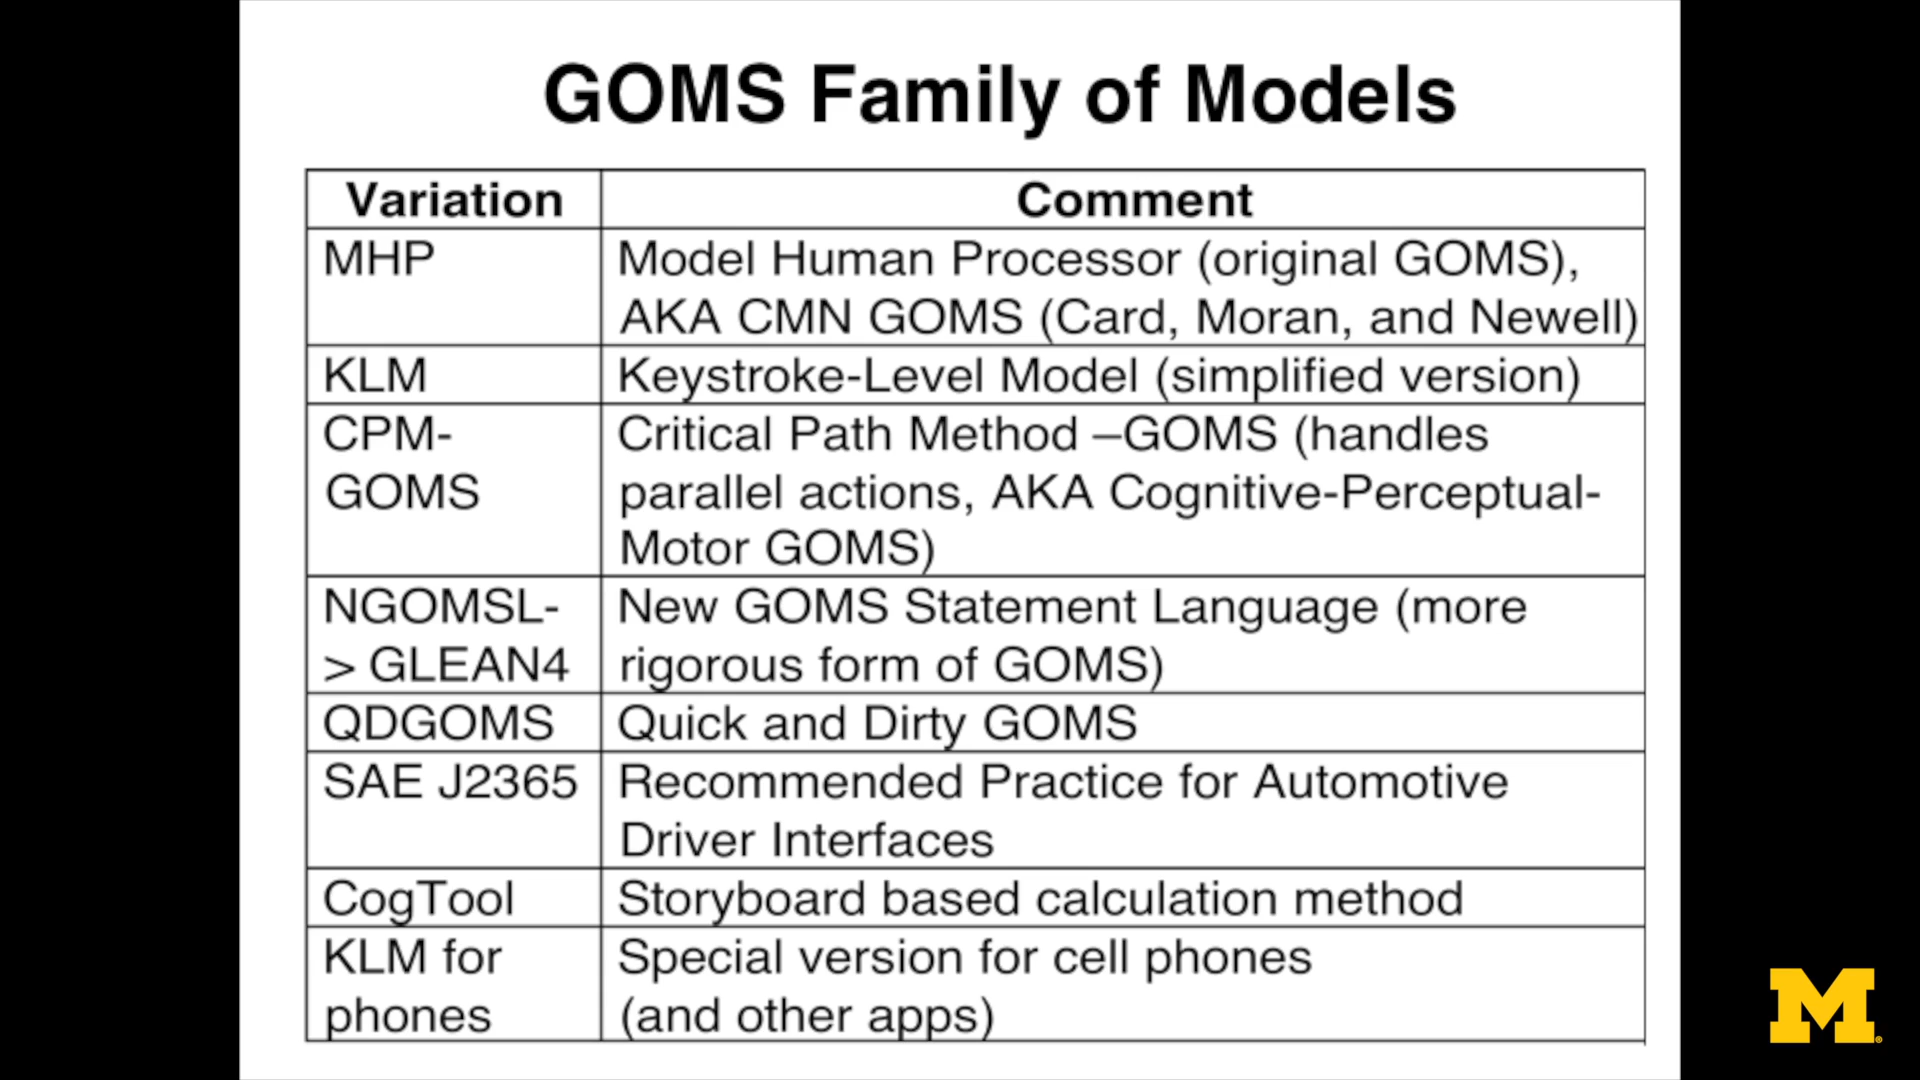 GOMS Family of Models
Variation
Comment
MHP
Model Human Processor (original GOMS),
AKA CMN GOMS (Card, Moran, and Newell)
KLM
Keystroke-Level Model (simplified version)
CPM-
GOMS
Critical Path Method –GOMS (handles
parallel actions, AKA Cognitive-Perceptual-
Motor GOMS)
NGOMSL-
> GLEAN4
New GOMS Statement Language (more
rigorous form of GOMS)
QDGOMS
Quick and Dirty GOMS
SAE J2365
Recommended Practice for Automotive
Driver Interfaces
CogTool
Storyboard based calculation method
KLM for
phones
Special version for cell phones
(and other apps)
M®